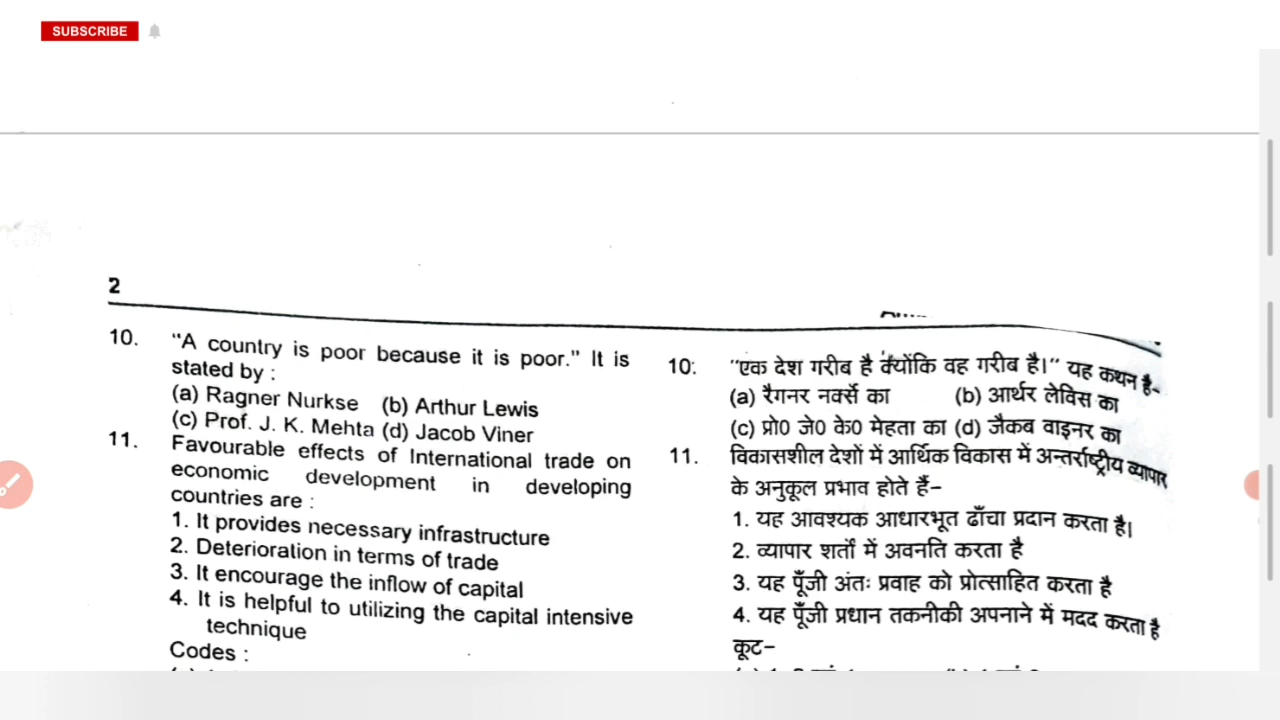 SUBSCRIBE
2
10. "A country is poor because it is poor." It is
stated by :
(a) Ragner Nurkse (b) Arthur Lewis
(c) Prof. J. K. Mehta (d) Jacob Viner
11. Favourable effects of International trade on
economic development in developing
countries are :
1. It provides necessary infrastructure
2. Deterioration in terms of trade
3. It encourage the inflow of capital
4. It is helpful to utilizing the capital intensive
technique
Codes :
10. "एक देश गरीब है क्योंकि वह गरीब है।" यह कथन है–
(a) रैगनर नर्क्से का (b) आर्थर लेविस का
(c) प्रो0 जे0 के0 मेहता का (d) जैकब वाइनर का
11. विकासशील देशों में आर्थिक विकास में अन्तर्राष्ट्रीय व्यापार
के अनुकूल प्रभाव होते हैं–
1. यह आवश्यक आधारभूत ढाँचा प्रदान करता है।
2. व्यापार शर्तों में अवनति करता है
3. यह पूँजी अंतः प्रवाह को प्रोत्साहित करता है
4. यह पूँजी प्रधान तकनीकी अपनाने में मदद करता है
कूट–